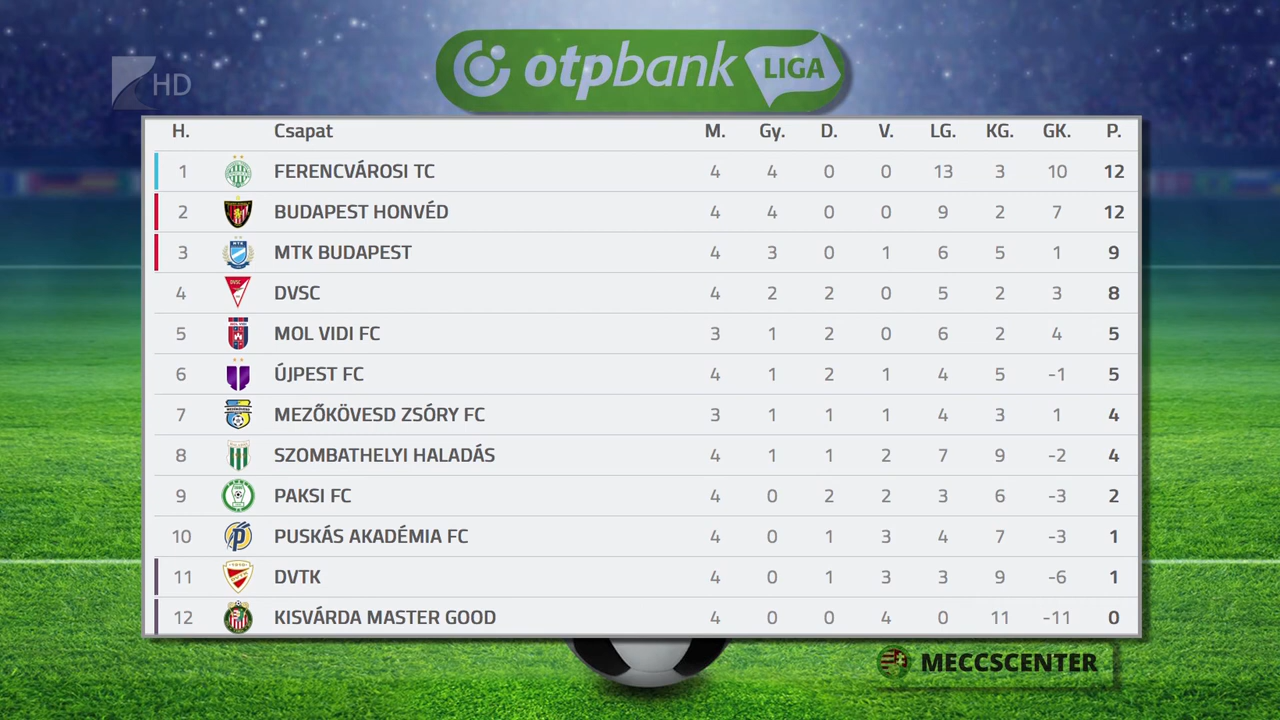 otpbank LIGA
HD
H. Csapat M. Gy. D. V. LG. KG. GK. P.
1 FERENCVÁROSI TC 4 4 0 0 13 3 10 12
2 BUDAPEST HONVÉD 4 4 0 0 9 2 7 12
3 MTK BUDAPEST 4 3 0 1 6 5 1 9
4 DVSC 4 2 2 0 5 2 3 8
5 MOL VIDI FC 3 1 2 0 6 2 4 5
6 ÚJPEST FC 4 1 2 1 4 5 -1 5
7 MEZŐKÖVESD ZSÓRY FC 3 1 1 1 4 3 1 4
8 SZOMBATHELYI HALADÁS 4 1 1 2 7 9 -2 4
9 PAKSI FC 4 0 2 2 3 6 -3 2
10 PUSKÁS AKADÉMIA FC 4 0 1 3 4 7 -3 1
11 DVTK 4 0 1 3 3 9 -6 1
12 KISVÁRDA MASTER GOOD 4 0 0 4 0 11 -11 0
MECCSCENTER